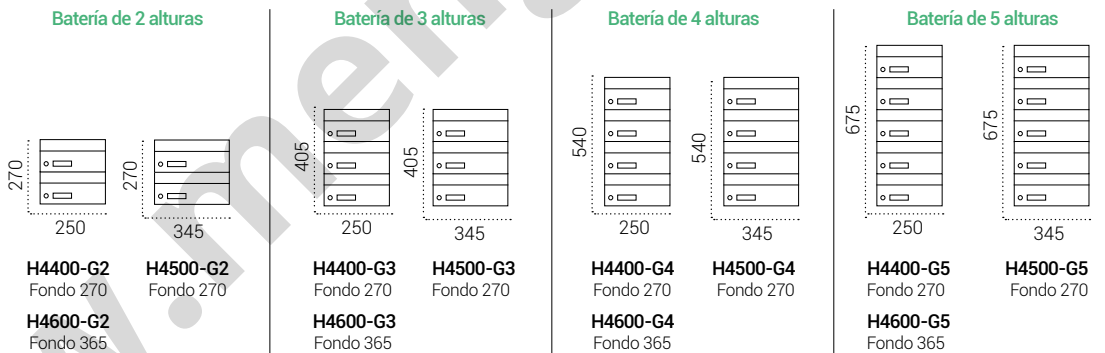 Batería de 2 alturas
270
250
270
345
H4400-G2
Fondo 270
H4500-G2
Fondo 270
H4600-G2
Fondo 365
Batería de 3 alturas
405
250
405
345
H4400-G3
Fondo 270
H4500-G3
Fondo 270
H4600-G3
Fondo 365
Batería de 4 alturas
540
250
540
345
H4400-G4
Fondo 270
H4500-G4
Fondo 270
H4600-G4
Fondo 365
Batería de 5 alturas
675
250
675
345
H4400-G5
Fondo 270
H4500-G5
Fondo 270
H4600-G5
Fondo 365